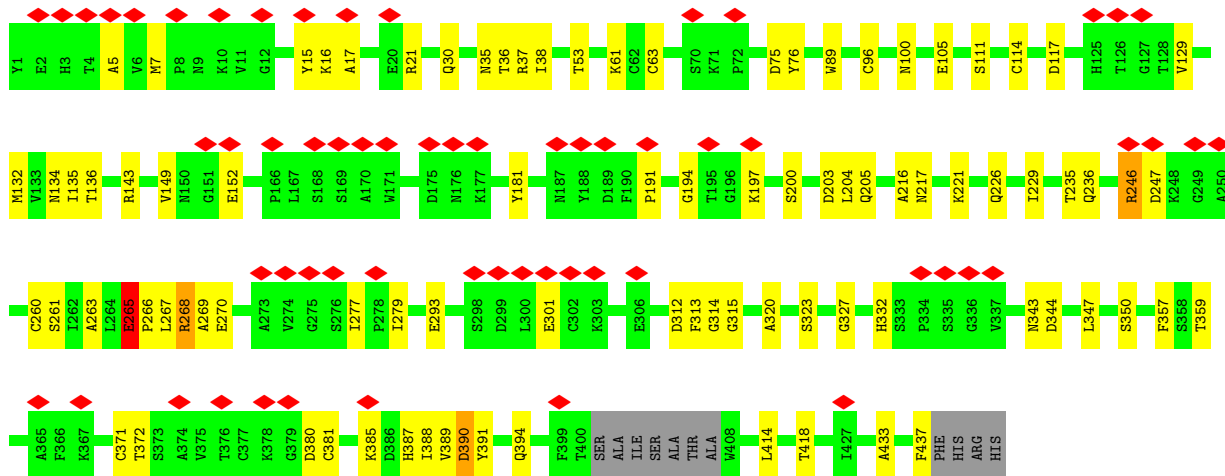 Y1 E2 H3 T4 A5 V6 M7 P8 N9 K10 V11 G12 Y15 K16 A17 E20 R21 Q30 N35 T36 R37 I38 T53 K61 C62 C63 S70 K71 P72 D75 Y76 W89 C96 N100 E105 S111 C114 D117 H125 T126 G127 T128 V129
M132 V133 N134 I135 T136 R143 V149 N150 G151 E152 P166 L167 S168 S169 A170 W171 D175 N176 K177 Y181 N187 Y188 D189 F190 P191 G194 T195 G196 K197 S200 D203 L204 Q205 A216 N217 K221 Q226 I229 T235 Q236 R246 D247 K248 G249 A250
C260 S261 I262 A263 L264 E265 P266 L267 R268 A269 E270 A273 V274 G275 S276 I277 P278 I279 E293 S298 D299 L300 E301 C302 K303 E306 D312 F313 G314 G315 A320 S323 G327 H332 S333 P334 S335 G336 V337 N343 D344 L347 S350 F357 S358 T359
A365 F366 K367 C371 T372 S373 A374 V375 T376 C377 K378 G379 D380 C381 K385 D386 H387 I388 V389 D390 Y391 Q394 F399 T400 SER ALA ILE SER ALA THR ALA W408 L414 T418 I427 A433 F437 PHE HIS ARG HIS